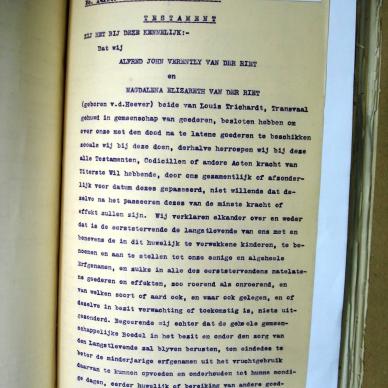 TESTAMENT
ZIJ HET BIJ DEZE KENNELIJK:-
Dat wij
ALFRED JOHN VERENTLY VAN DER RIET
en
MAGDALENA ELIZABETH VAN DER RIET
(geboren v.d.Heever) beide van Louis Trichardt, Transvaal
gehuwd in gemeenschap van goederen, besloten hebben om
over onze met den dood na te latene goederen te beschikken
zooals wij bij deze doen, derhalve herroepen wij bij deze
alle Testamenten, Codicillen of andere Acten kracht van
Uiterste Wil hebbende, door ons gezamentlijk of afzonder-
lijk voor datum dezes gepasseerd, niet willende dat de-
zelve na het passeeren dezes van de minste kracht of
effekt zullen zijn. Wij verklaren elkander over en weder
dat is de eerststervende de langstlevende van ons met en
benevens de in dit huwelijk te verwekkene kinderen, te be-
noemen en aan te stellen tot onze eenige en algeheele
Erfgenamen, en zulks in alle des eerststervendens natelate-
ne goederen en effekten, zoo roerend als onroerend, en
van welken soort of aard ook, en waar ook gelegen, en of
dezelve in bezit verwachting of toekomstig is, niets uit-
gezonderd. Begeerende wij echter dat de geheele gemeen-
schappelijke Boedel in het bezit en onder den zorg van
den langstlevende zal blyven berusten, ten eindedes te
beter de minderjarige erfgenamen uit het vruchtgebruik
daarvan te kunnen opvoeden en onderhouden tot hunne mondi-
ge dagen, eerder huwelijk of bereiking van andere goed-